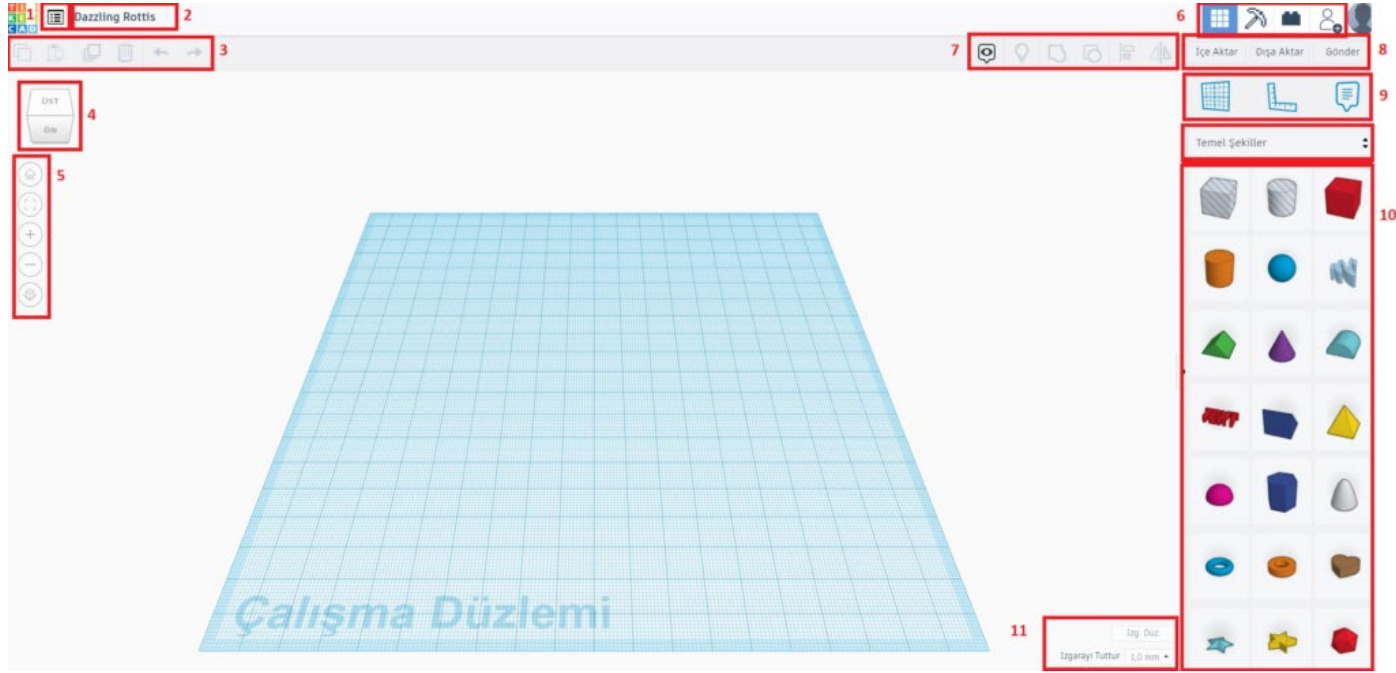 1
Dazzling Rottis
2
6
3
7
İçe Aktar
Dışa Aktar
Gönder
8
ÜST
ÖN
4
9
Temel Şekiller
5
10
TEXT
Çalışma Düzlemi
11
Izg. Düz.
Izgarayı Tuttur
1,0 mm